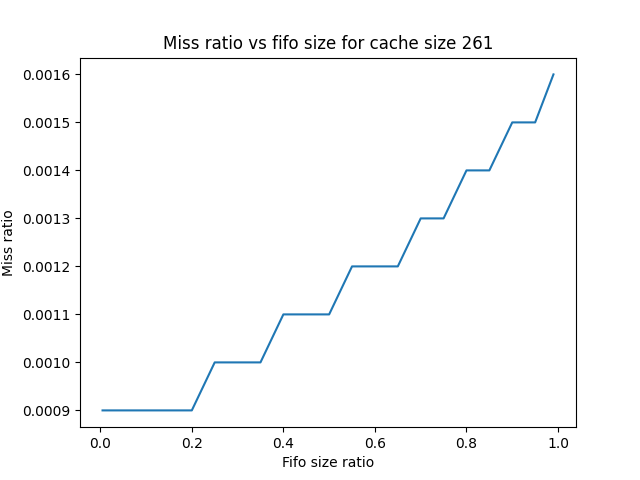 Miss ratio vs fifo size for cache size 261
0.0016
0.0015
0.0014
0.0013
0.0012
0.0011
0.0010
0.0009
Miss ratio
0.0 0.2 0.4 0.6 0.8 1.0
Fifo size ratio